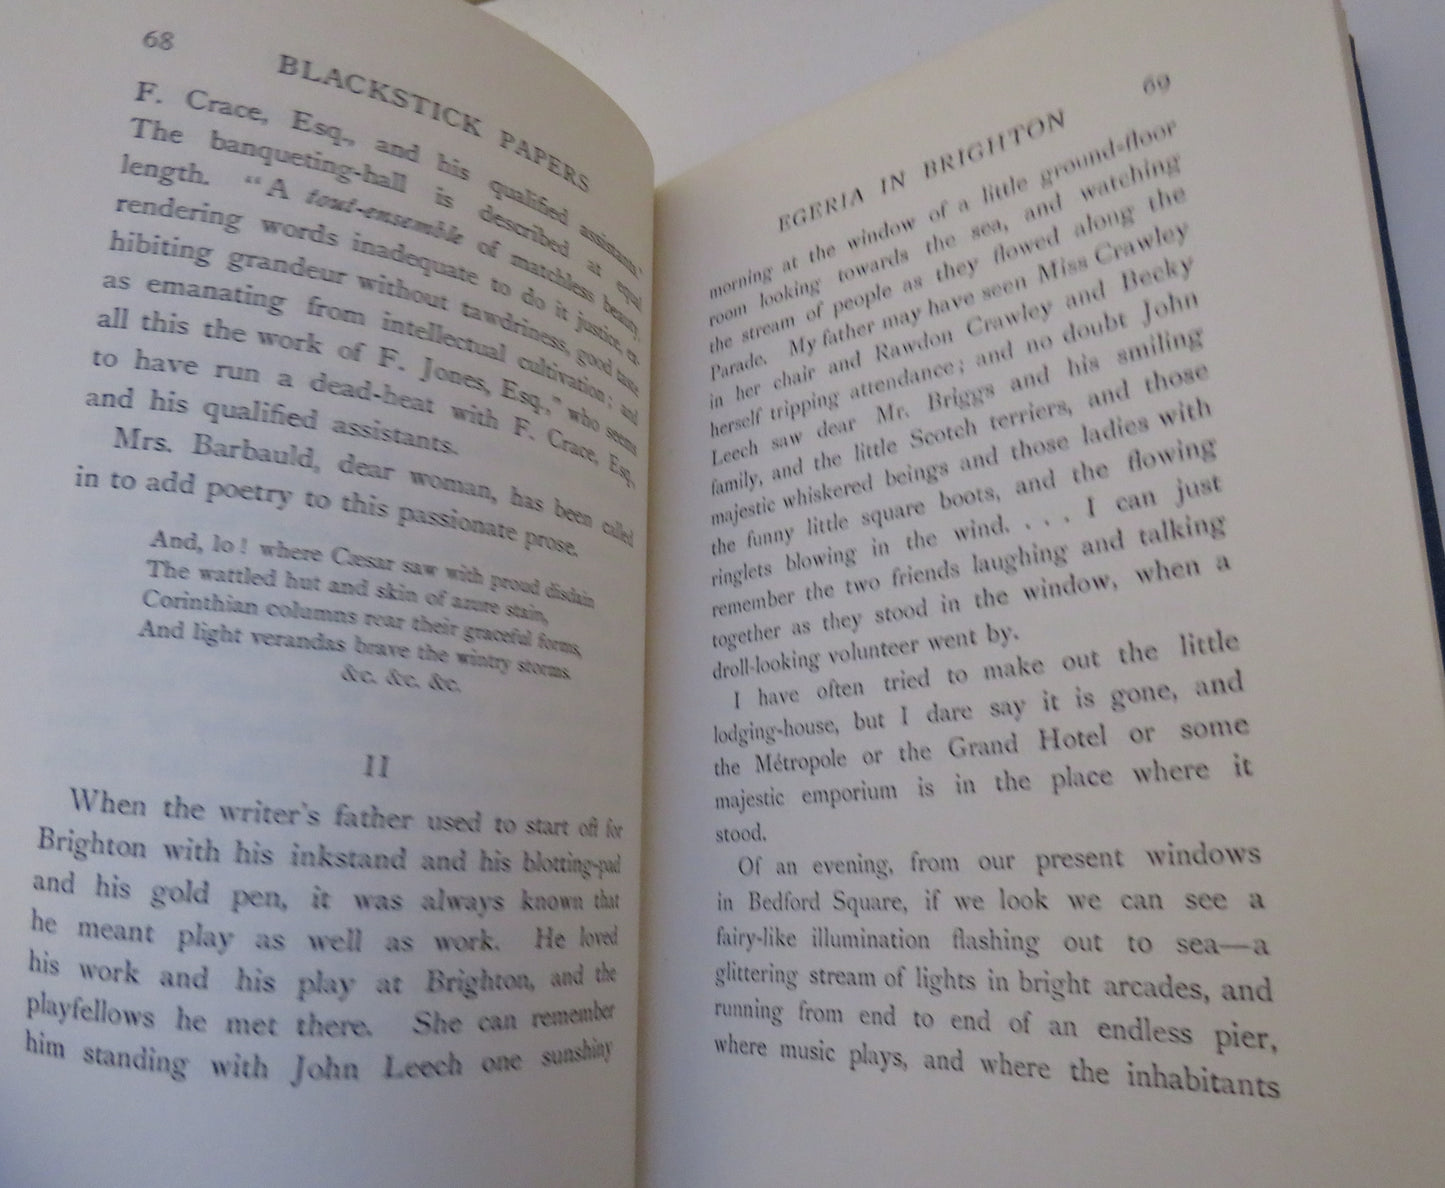 68
BLACKSTICK PAPERS
F. Crace, Esq., and his qualified assistants.'
The banqueting-hall is described at equal
length. “A tout-ensemble of matchless beauty,
rendering words inadequate to do it justice, ex-
hibiting grandeur without tawdriness, good taste
as emanating from intellectual cultivation; and
all this the work of F. Jones, Esq.,” who seems
to have run a dead-heat with F. Crace, Esq.,
and his qualified assistants.
Mrs. Barbauld, dear woman, has been called
in to add poetry to this passionate prose.
And, lo! where Cæsar saw with proud disdain
The wattled hut and skin of azure stain,
Corinthian columns rear their graceful forms,
And light verandas brave the wintry storms.
&c. &c. &c.
II
When the writer's father used to start off for
Brighton with his inkstand and his blotting-pad
and his gold pen, it was always known that
he meant play as well as work. He loved
his work and his play at Brighton, and the
playfellows he met there. She can remember
him standing with John Leech one sunshiny
69
EGERIA IN BRIGHTON
morning at the window of a little ground-floor
room looking towards the sea, and watching
the stream of people as they flowed along the
Parade. My father may have seen Miss Crawley
in her chair and Rawdon Crawley and Becky
herself tripping attendance; and no doubt John
Leech saw dear Mr. Briggs and his smiling
family, and the little Scotch terriers, and those
majestic whiskered beings and those ladies with
the funny little square boots, and the flowing
ringlets blowing in the wind. . . . I can just
remember the two friends laughing and talking
together as they stood in the window, when a
droll-looking volunteer went by.
I have often tried to make out the little
lodging-house, but I dare say it is gone, and
the Métropole or the Grand Hotel or some
majestic emporium is in the place where it
stood.
Of an evening, from our present windows
in Bedford Square, if we look we can see a
fairy-like illumination flashing out to sea—a
glittering stream of lights in bright arcades, and
running from end to end of an endless pier,
where music plays, and where the inhabitants